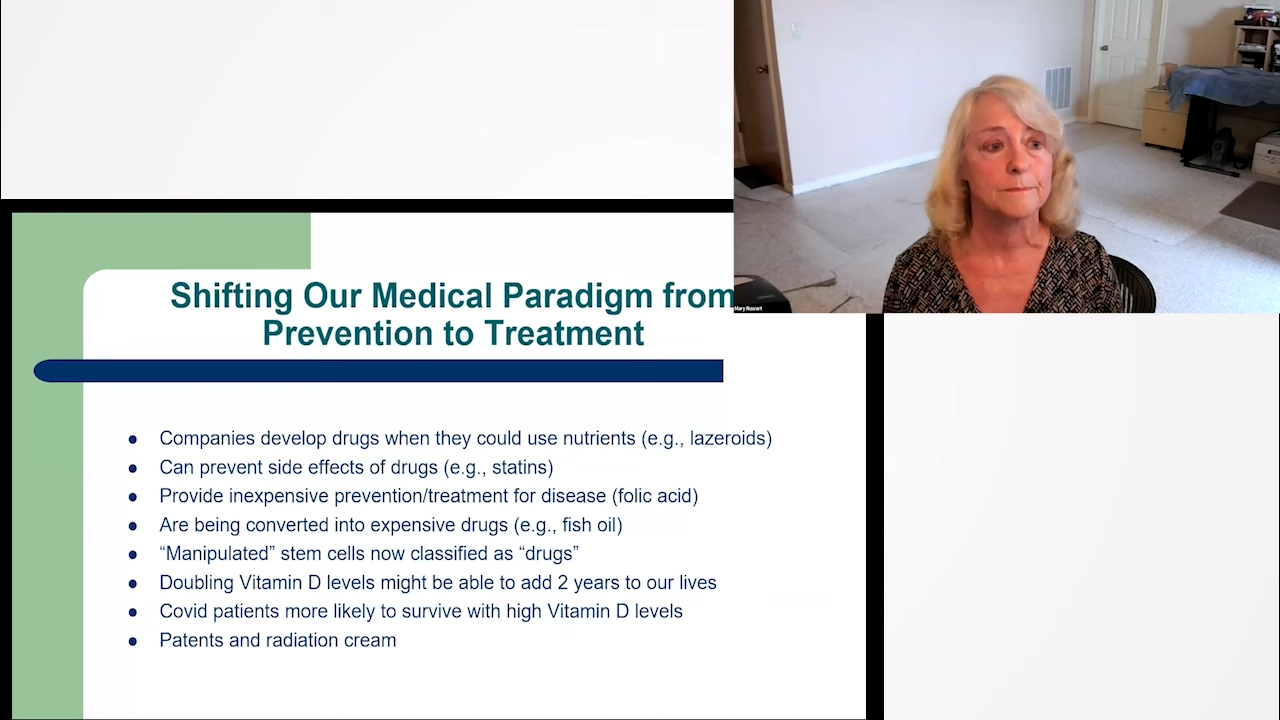 Mary Ruwart
Shifting Our Medical Paradigm from
Prevention to Treatment
● Companies develop drugs when they could use nutrients (e.g., lazeroids)
● Can prevent side effects of drugs (e.g., statins)
● Provide inexpensive prevention/treatment for disease (folic acid)
● Are being converted into expensive drugs (e.g., fish oil)
● “Manipulated” stem cells now classified as “drugs”
● Doubling Vitamin D levels might be able to add 2 years to our lives
● Covid patients more likely to survive with high Vitamin D levels
● Patents and radiation cream